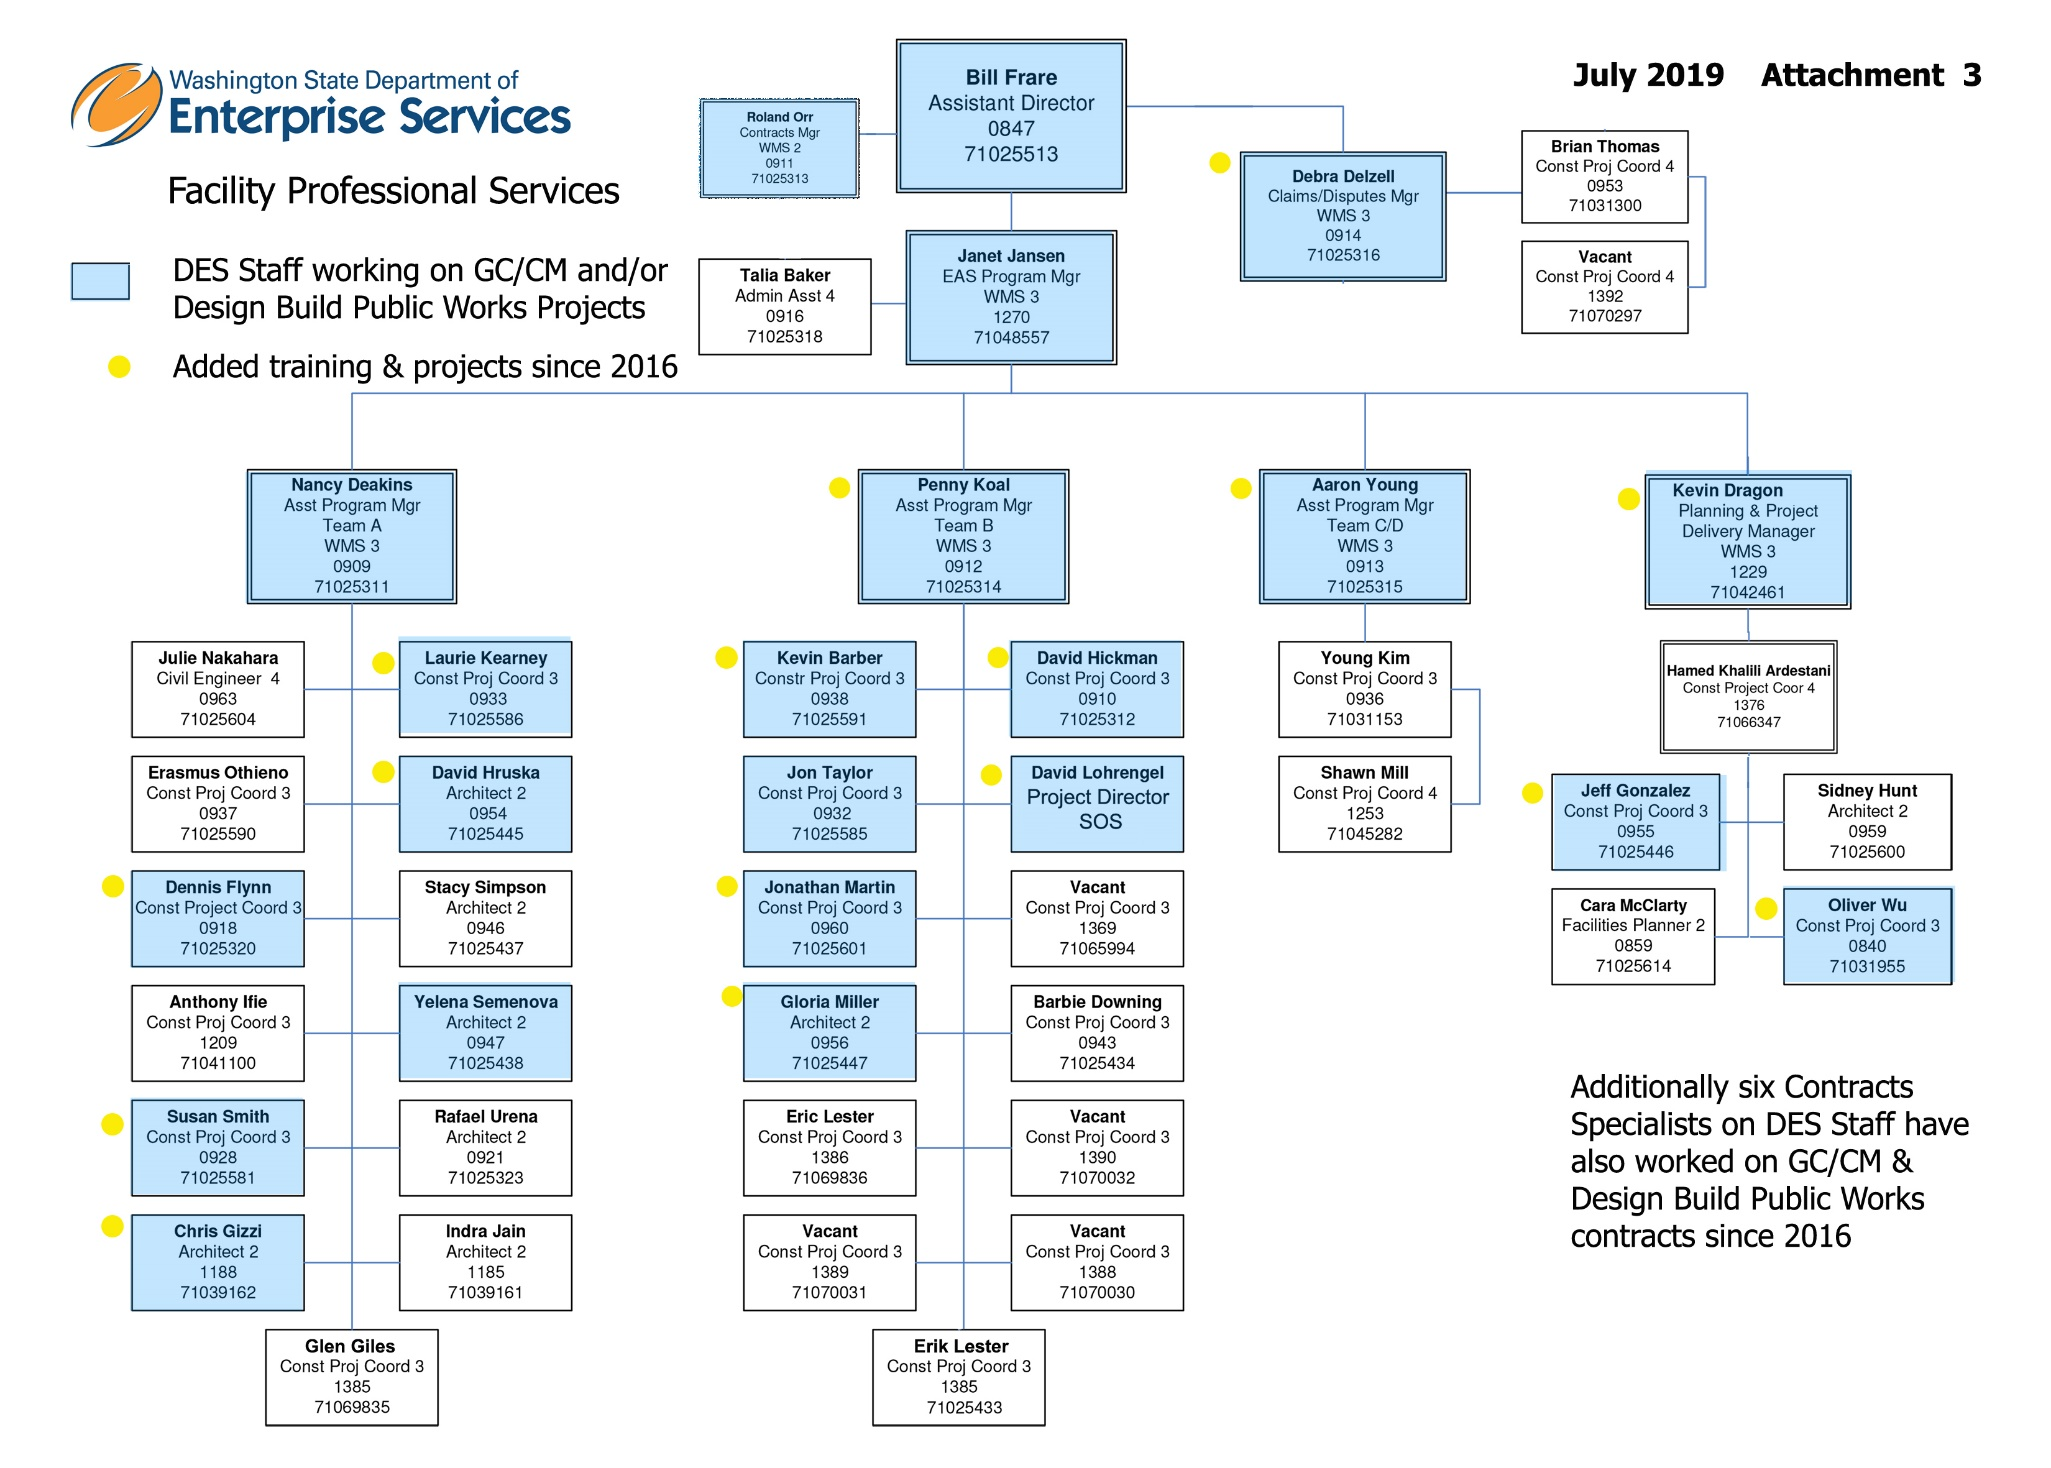 Washington State Department of
Enterprise Services
Facility Professional Services
DES Staff working on GC/CM and/or
Design Build Public Works Projects
Added training & projects since 2016
July 2019 Attachment 3
Bill Frare
Assistant Director
0847
71025513
Roland Orr
Contracts Mgr
WMS 2
0911
71025313
Debra Delzell
Claims/Disputes Mgr
WMS 3
0914
71025316
Brian Thomas
Const Proj Coord 4
0953
71031300
Vacant
Const Proj Coord 4
1392
71070297
Janet Jansen
EAS Program Mgr
WMS 3
1270
71048557
Talia Baker
Admin Asst 4
0916
71025318
Nancy Deakins
Asst Program Mgr
Team A
WMS 3
0909
71025311
Julie Nakahara
Civil Engineer 4
0963
71025604
Laurie Kearney
Const Proj Coord 3
0933
71025586
Erasmus Othieno
Const Proj Coord 3
0937
71025590
David Hruska
Architect 2
0954
71025445
Dennis Flynn
Const Project Coord 3
0918
71025320
Stacy Simpson
Architect 2
0946
71025437
Anthony Ifie
Const Proj Coord 3
1209
71041100
Yelena Semenova
Architect 2
0947
71025438
Susan Smith
Const Proj Coord 3
0928
71025581
Rafael Urena
Architect 2
0921
71025323
Chris Gizzi
Architect 2
1188
71039162
Indra Jain
Architect 2
1185
71039161
Glen Giles
Const Proj Coord 3
1385
71069835
Penny Koal
Asst Program Mgr
Team B
WMS 3
0912
71025314
Kevin Barber
Constr Proj Coord 3
0938
71025591
David Hickman
Const Proj Coord 3
0910
71025312
Jon Taylor
Const Proj Coord 3
0932
71025585
David Lohrengel
Project Director
SOS
Jonathan Martin
Const Proj Coord 3
0960
71025601
Vacant
Const Proj Coord 3
1369
71065994
Gloria Miller
Architect 2
0956
71025447
Barbie Downing
Const Proj Coord 3
0943
71025434
Eric Lester
Const Proj Coord 3
1386
71069836
Vacant
Const Proj Coord 3
1390
71070032
Vacant
Const Proj Coord 3
1389
71070031
Vacant
Const Proj Coord 3
1388
71070030
Erik Lester
Const Proj Coord 3
1385
71025433
Aaron Young
Asst Program Mgr
Team C/D
WMS 3
0913
71025315
Young Kim
Const Proj Coord 3
0936
71031153
Shawn Mill
Const Proj Coord 4
1253
71045282
Kevin Dragon
Planning & Project
Delivery Manager
WMS 3
1229
71042461
Hamed Khalili Ardestani
Const Project Coor 4
1376
71066347
Jeff Gonzalez
Const Proj Coord 3
0955
71025446
Sidney Hunt
Architect 2
0959
71025600
Cara McClarty
Facilities Planner 2
0859
71025614
Oliver Wu
Const Proj Coord 3
0840
71031955
Additionally six Contracts
Specialists on DES Staff have
also worked on GC/CM &
Design Build Public Works
contracts since 2016